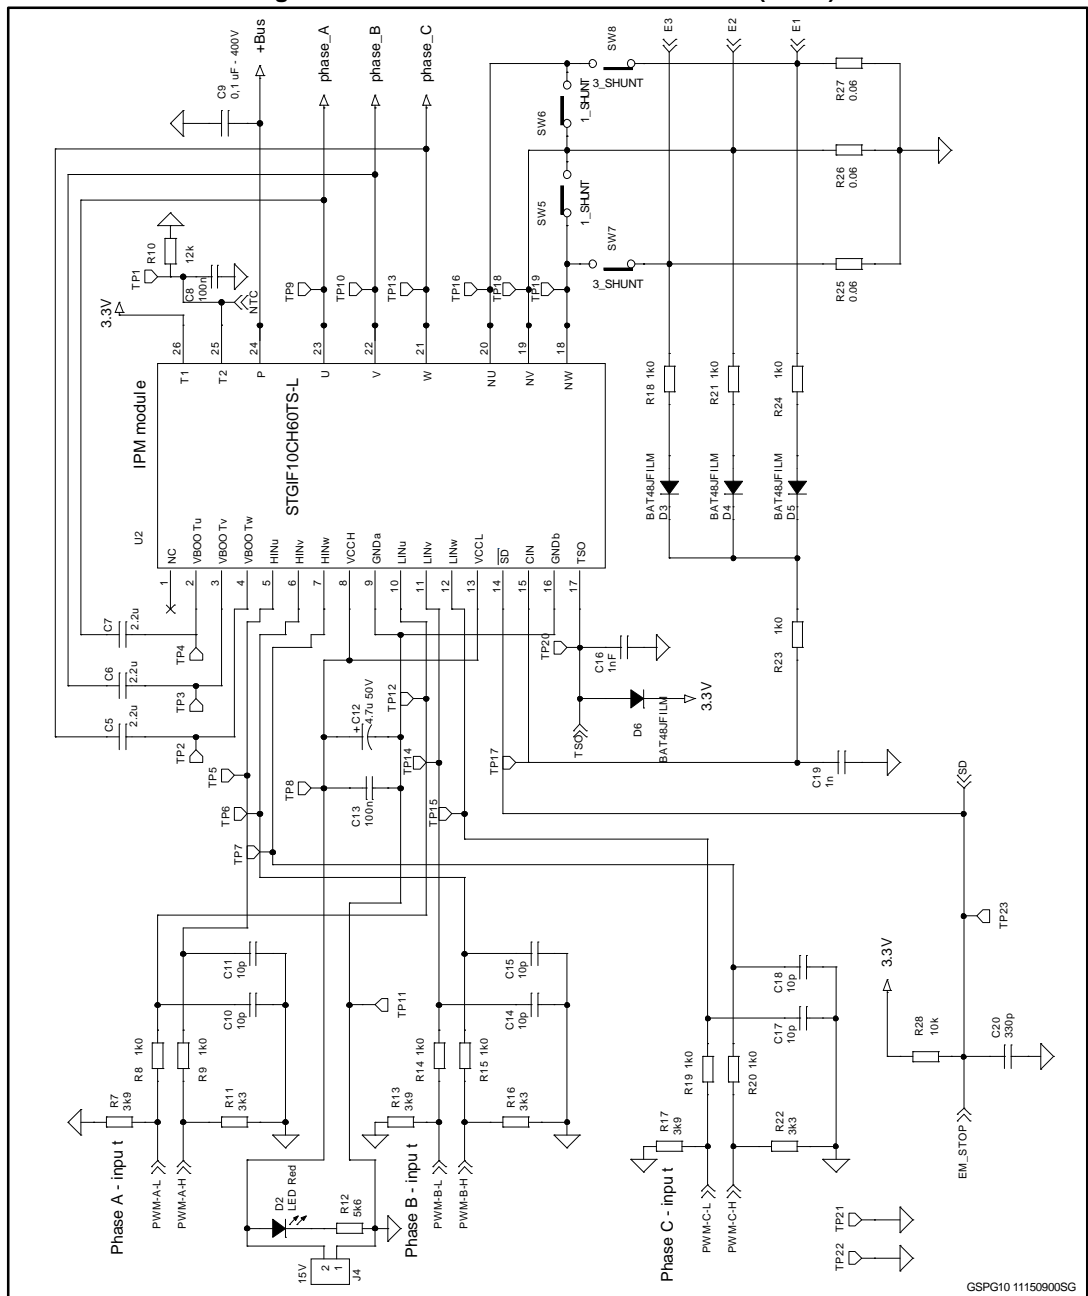 C9
0,1 uF - 400V
+Bus
phase_A
phase_B
phase_C
E3
E2
E1
SW8
3_SHUNT
SW6
1_SHUNT
SW5
1_SHUNT
SW7
3_SHUNT
R27
0.06
R26
0.06
R25
0.06
R10
12k
TP1
C8
100n
NTC
3.3V
TP9
TP10
TP13
TP16
TP18
TP19
26
25
24
23
22
21
20
19
18
T1
T2
P
U
V
W
NU
NV
NW
IPM module
STGIF10CH60TS-L
U2
NC
VBOO Tu
VBOO Tv
VBOO Tw
HINu
HINv
HINw
VCC H
GNDa
LINu
LINv
LINw
VCC L
SD
CIN
GND b
TSO
1
2
3
4
5
6
7
8
9
10
11
12
13
14
15
16
17
R18 1k0
R21 1k0
R24 1k0
BAT48JFILM
D3
BAT48JFILM
D4
BAT48JFILM
D5
R23 1k0
C7
2.2u
TP4
C6
2.2u
TP3
C5
2.2u
TP2
TP5
TP6
TP7
TP8
+
C12
4.7u 50V
C13
100n
TP12
TP14
TP15
TP20
C16
1nF
TSO
D6
BAT48JFILM
3.3V
TP17
C19
1n
SD
TP23
3.3V
R28
10k
C20
330p
EM_STOP
C11
10p
C10
10p
R8 1k0
R9 1k0
R7
3k9
R11
3k3
Phase A - inpu t
PWM-A-L
PWM-A-H
TP11
C15
10p
C14
10p
R14 1k0
R15 1k0
R13
3k9
R16
3k3
Phase B - inpu t
PWM-B-L
PWM-B-H
D2
LED Red
R12
5k6
15V
2
1
J4
C18
10p
C17
10p
R19 1k0
R20 1k0
R17
3k9
R22
3k3
Phase C - inpu t
PWM-C-L
PWM-C-H
TP21
TP22
GSPG10 11150900SG